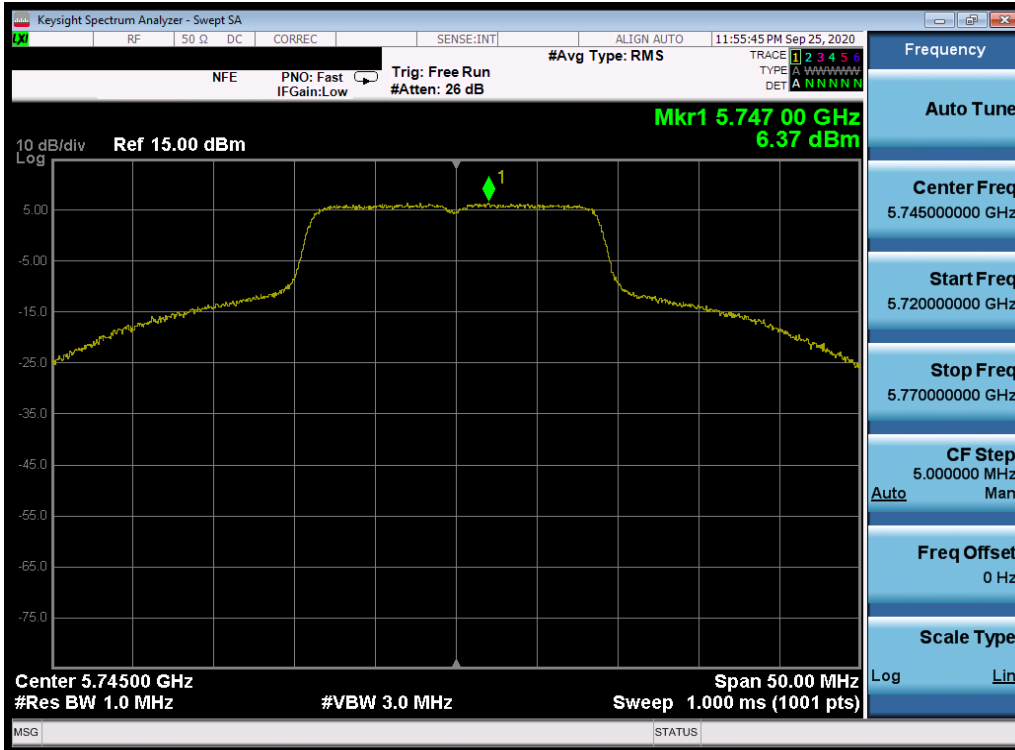 Keysight Spectrum Analyzer - Swept SA
LXI RF 50 Ω DC CORREC SENSE:INT ALIGN AUTO 11:55:45 PM Sep 25, 2020
NFE PNO: Fast Trig: Free Run #Avg Type: RMS TRACE 1 2 3 4 5 6
IFGain:Low #Atten: 26 dB TYPE A WWWWW
DET A N N N N N
Mkr1 5.747 00 GHz
6.37 dBm
10 dB/div Ref 15.00 dBm
Log
1
5.00
-5.00
-15.0
-25.0
-35.0
-45.0
-55.0
-65.0
-75.0
Center 5.74500 GHz Span 50.00 MHz
#Res BW 1.0 MHz #VBW 3.0 MHz Sweep 1.000 ms (1001 pts)
MSG STATUS
Frequency
Auto Tune
Center Freq
5.745000000 GHz
Start Freq
5.720000000 GHz
Stop Freq
5.770000000 GHz
CF Step
5.000000 MHz
Auto Man
Freq Offset
0 Hz
Scale Type
Log Lin